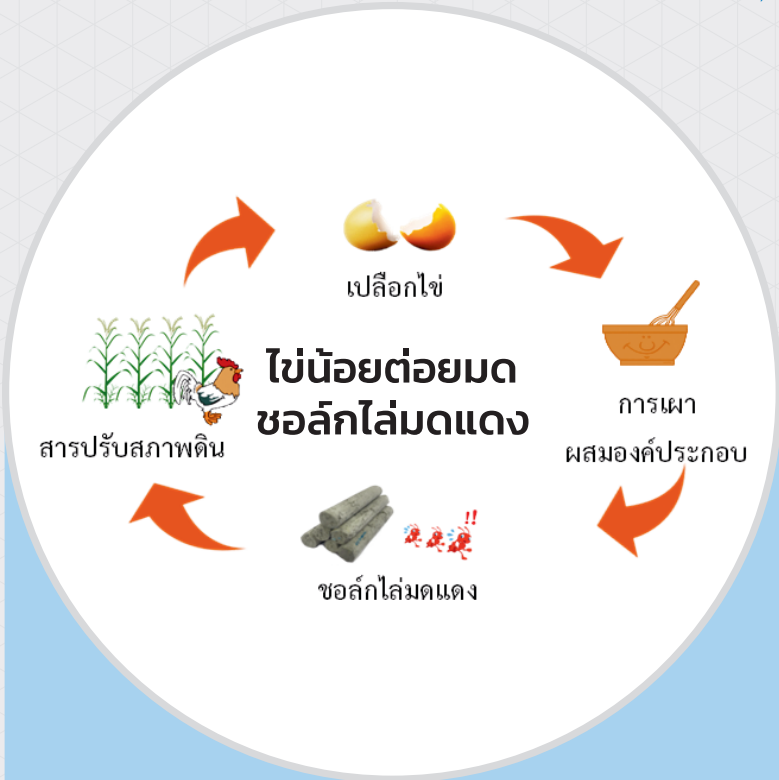 เปลือกไข่
ไข่น้อยต่อยมด
ชอล์กไล่มดแดง
การเผา
ผสมองค์ประกอบ
สารปรับสภาพดิน
!!
ชอล์กไล่มดแดง